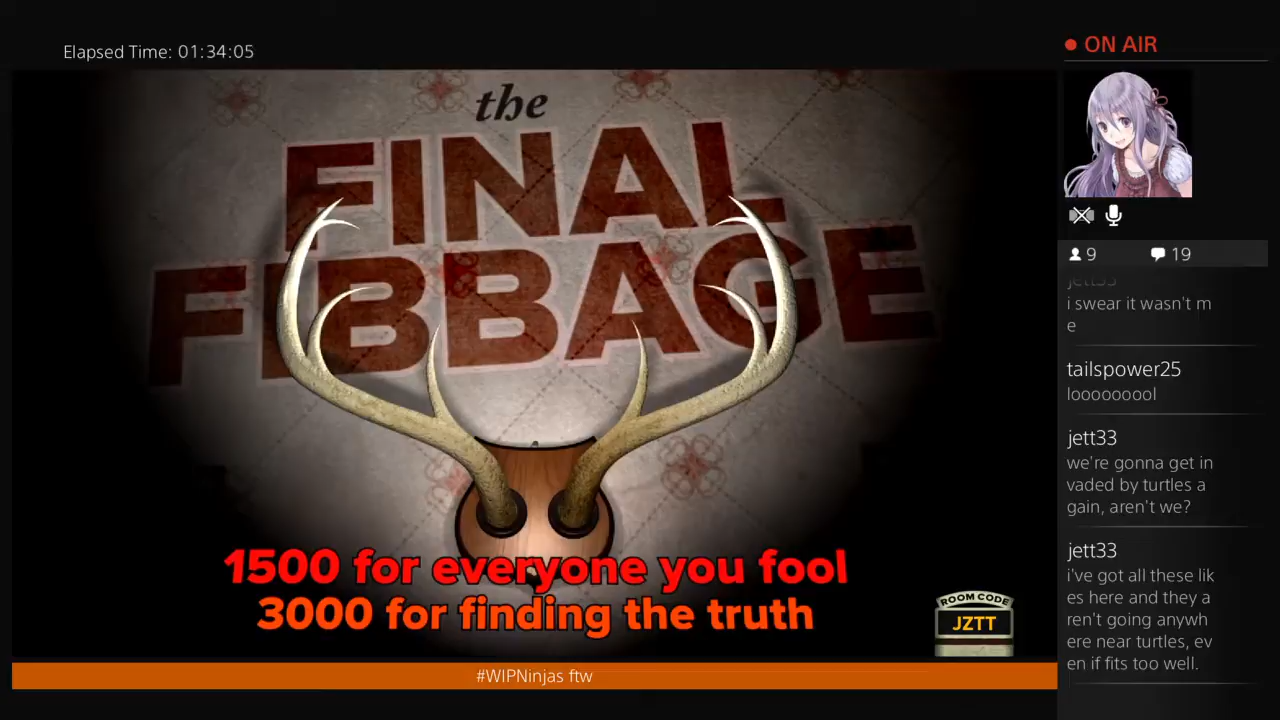 Elapsed Time: 01:34:05
ON AIR
the
FINAL
FIBBAGE
1500 for everyone you fool
3000 for finding the truth
ROOM CODE
JZTT
#WIPNinjas ftw
9
19
jett33
i swear it wasn't m
e
tailspower25
looooooool
jett33
we're gonna get in
vaded by turtles a
gain, aren't we?
jett33
i've got all these lik
es here and they a
ren't going anywh
ere near turtles, ev
en if fits too well.